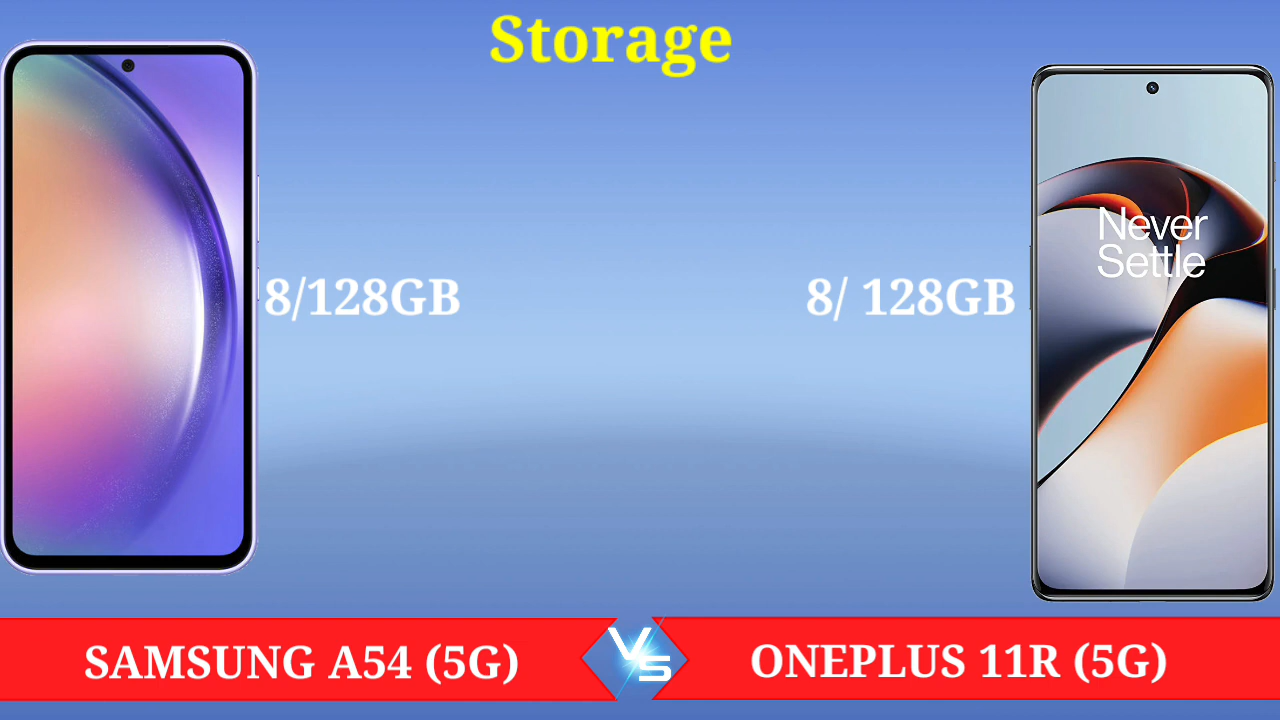 Storage
Never
Settle
8/128GB
8/ 128GB
SAMSUNG A54 (5G)
VS
ONEPLUS 11R (5G)